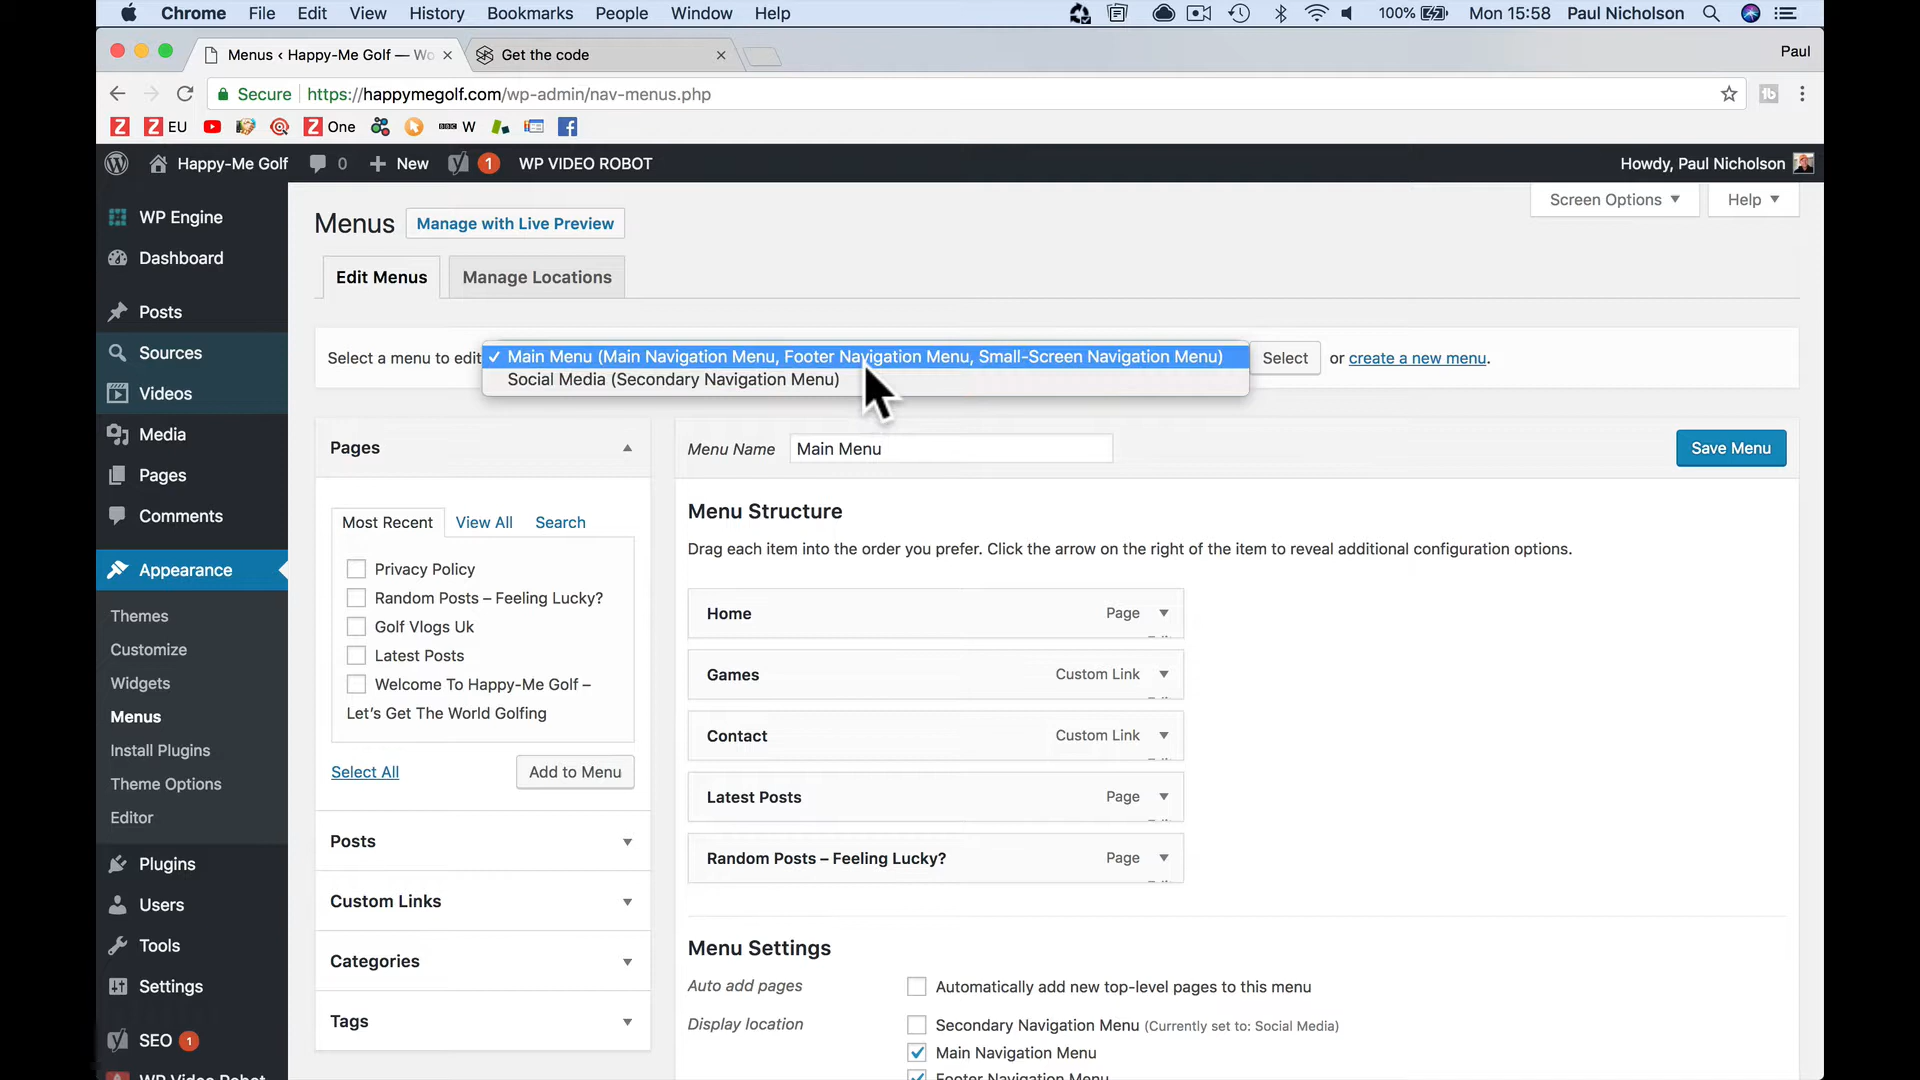 Chrome File Edit View History Bookmarks People Window Help 100% Mon 15:58 Paul Nicholson
Menus ‹ Happy-Me Golf — Wo Get the code Paul
Secure https://happymegolf.com/wp-admin/nav-menus.php
Z Z EU Z One BBC W
Happy-Me Golf 0 + New 1 WP VIDEO ROBOT Howdy, Paul Nicholson
Screen Options ▼ Help ▼
WP Engine
Dashboard
Posts
Sources
Videos
Media
Pages
Comments
Appearance
Themes
Customize
Widgets
Menus
Install Plugins
Theme Options
Editor
Plugins
Users
Tools
Settings
SEO 1
WP Video Robot
Menus Manage with Live Preview
Edit Menus Manage Locations
Select a menu to edit ✓ Main Menu (Main Navigation Menu, Footer Navigation Menu, Small-Screen Navigation Menu) Select or create a new menu.
Social Media (Secondary Navigation Menu)
Pages
Most Recent View All Search
Privacy Policy
Random Posts – Feeling Lucky?
Golf Vlogs Uk
Latest Posts
Welcome To Happy-Me Golf –
Let's Get The World Golfing
Select All Add to Menu
Posts
Custom Links
Categories
Tags
Menu Name Main Menu Save Menu
Menu Structure
Drag each item into the order you prefer. Click the arrow on the right of the item to reveal additional configuration options.
Home Page
Games Custom Link
Contact Custom Link
Latest Posts Page
Random Posts – Feeling Lucky? Page
Menu Settings
Auto add pages Automatically add new top-level pages to this menu
Display location Secondary Navigation Menu (Currently set to: Social Media)
Main Navigation Menu
Footer Navigation Menu